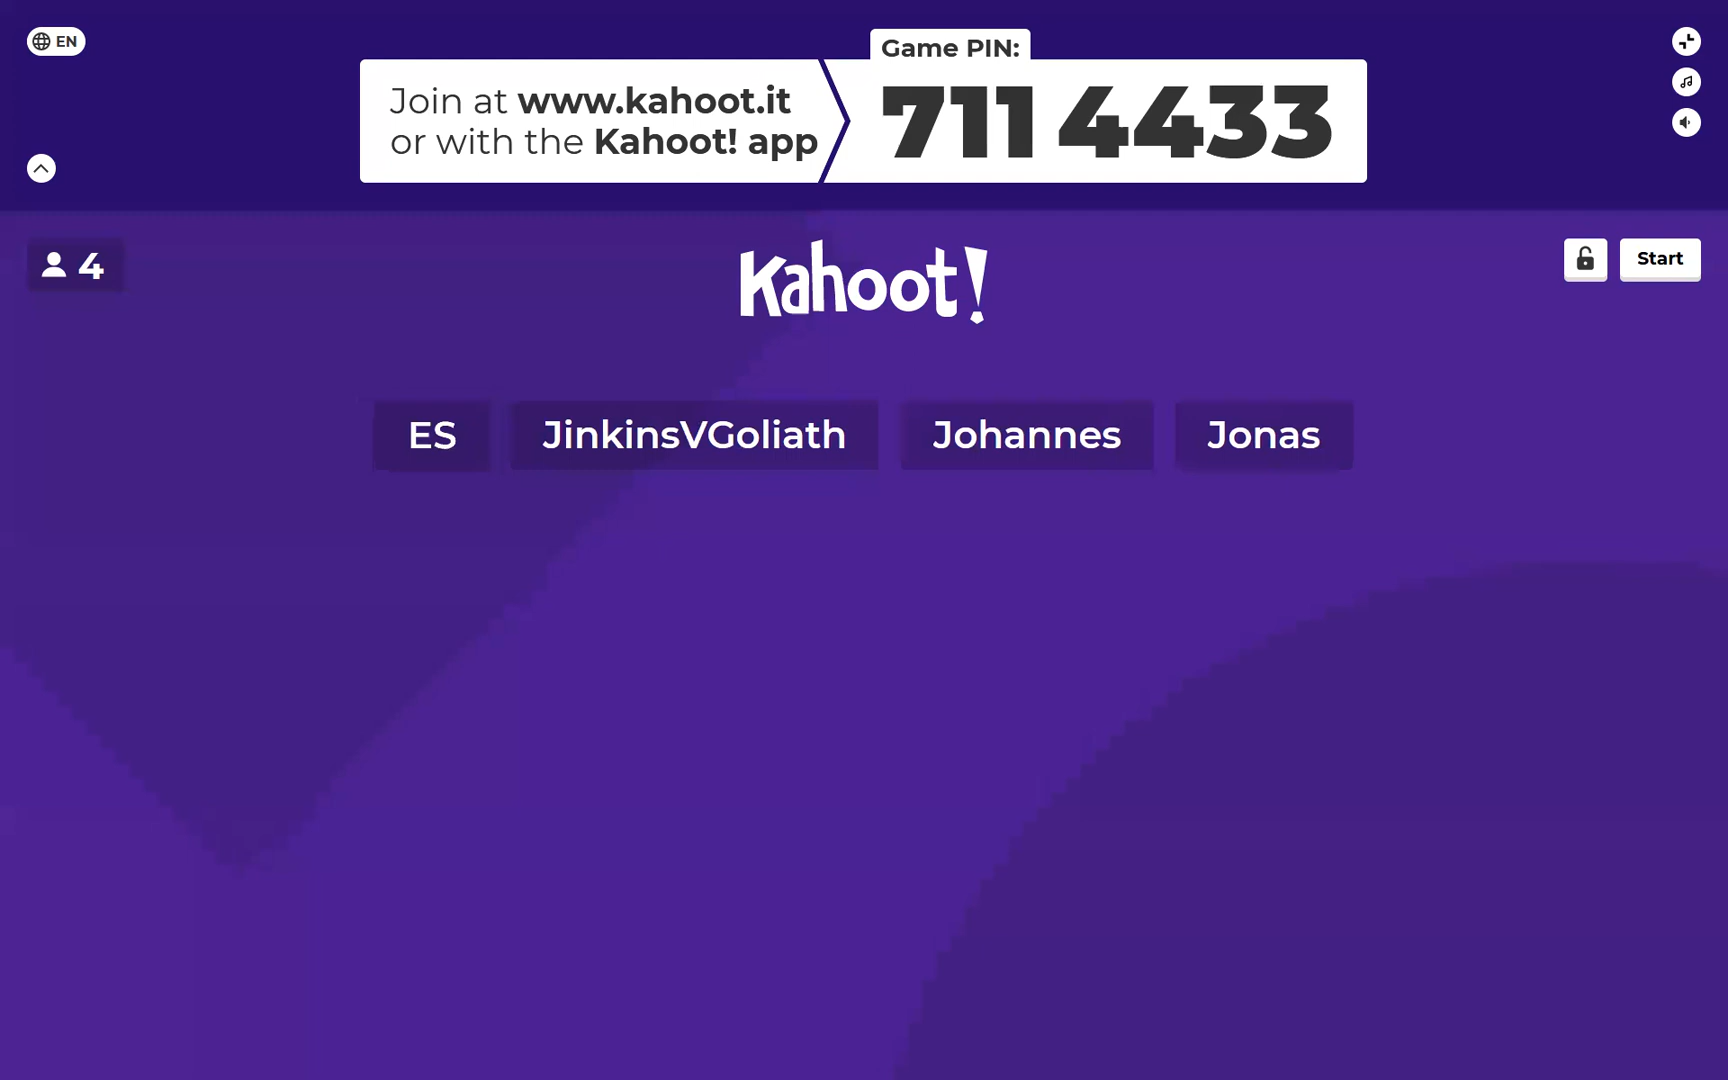 EN
Game PIN:
Join at www.kahoot.it
or with the Kahoot! app
711 4433
4
Kahoot!
Start
ES
JinkinsVGoliath
Johannes
Jonas